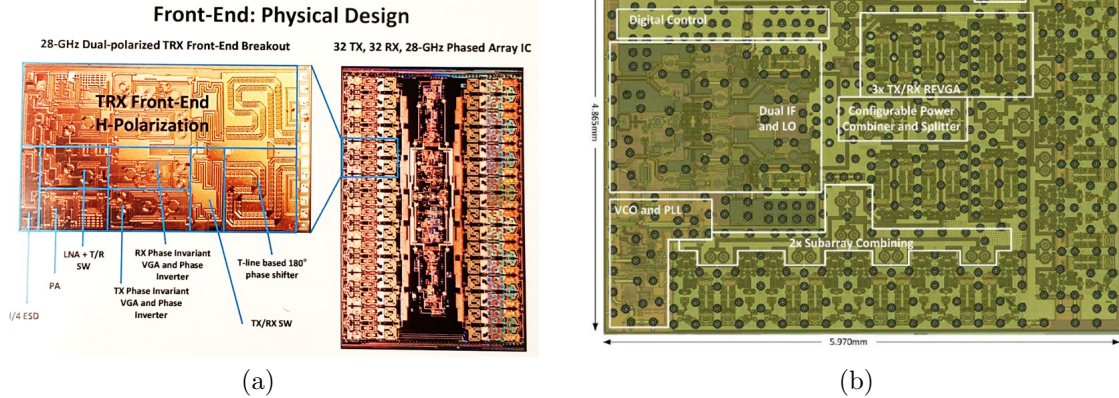 Front-End: Physical Design
28-GHz Dual-polarized TRX Front-End Breakout
32 TX, 32 RX, 28-GHz Phased Array IC
TRX Front-End
H-Polarization
LNA + T/R
SW
PA
RX Phase Invariant
VGA and Phase
Inverter
TX Phase Invariant
VGA and Phase
Inverter
T-line based 180°
phase shifter
TX/RX SW
l/4 ESD
(a)
Digital Control
3x TX/RX RFVGA
Dual IF
and LO
Configurable Power
Combiner and Splitter
VCO and PLL
2x Subarray Combining
4.865mm
5.970mm
(b)